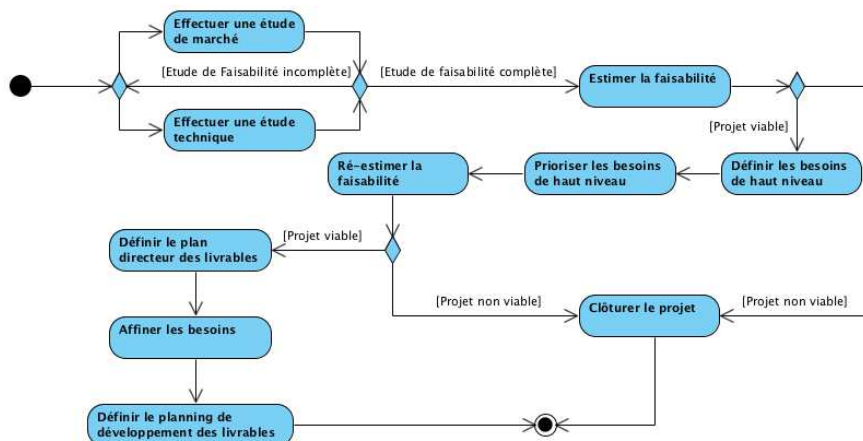 Effectuer une étude
de marché
[Etude de Faisabilité incomplète]
[Etude de faisabilité complète]
Estimer la faisabilité
Effectuer une étude
technique
[Projet viable]
Ré-estimer la
faisabilité
Prioriser les besoins
de haut niveau
Définir les besoins
de haut niveau
Définir le plan
directeur des livrables
[Projet viable]
[Projet non viable]
Clôturer le projet
[Projet non viable]
Affiner les besoins
Définir le planning de
développement des livrables